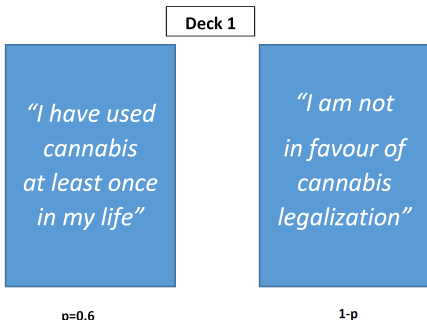 Deck 1
“I have used
cannabis
at least once
in my life”
“I am not
in favour of
cannabis
legalization”
p=0.6
1-p